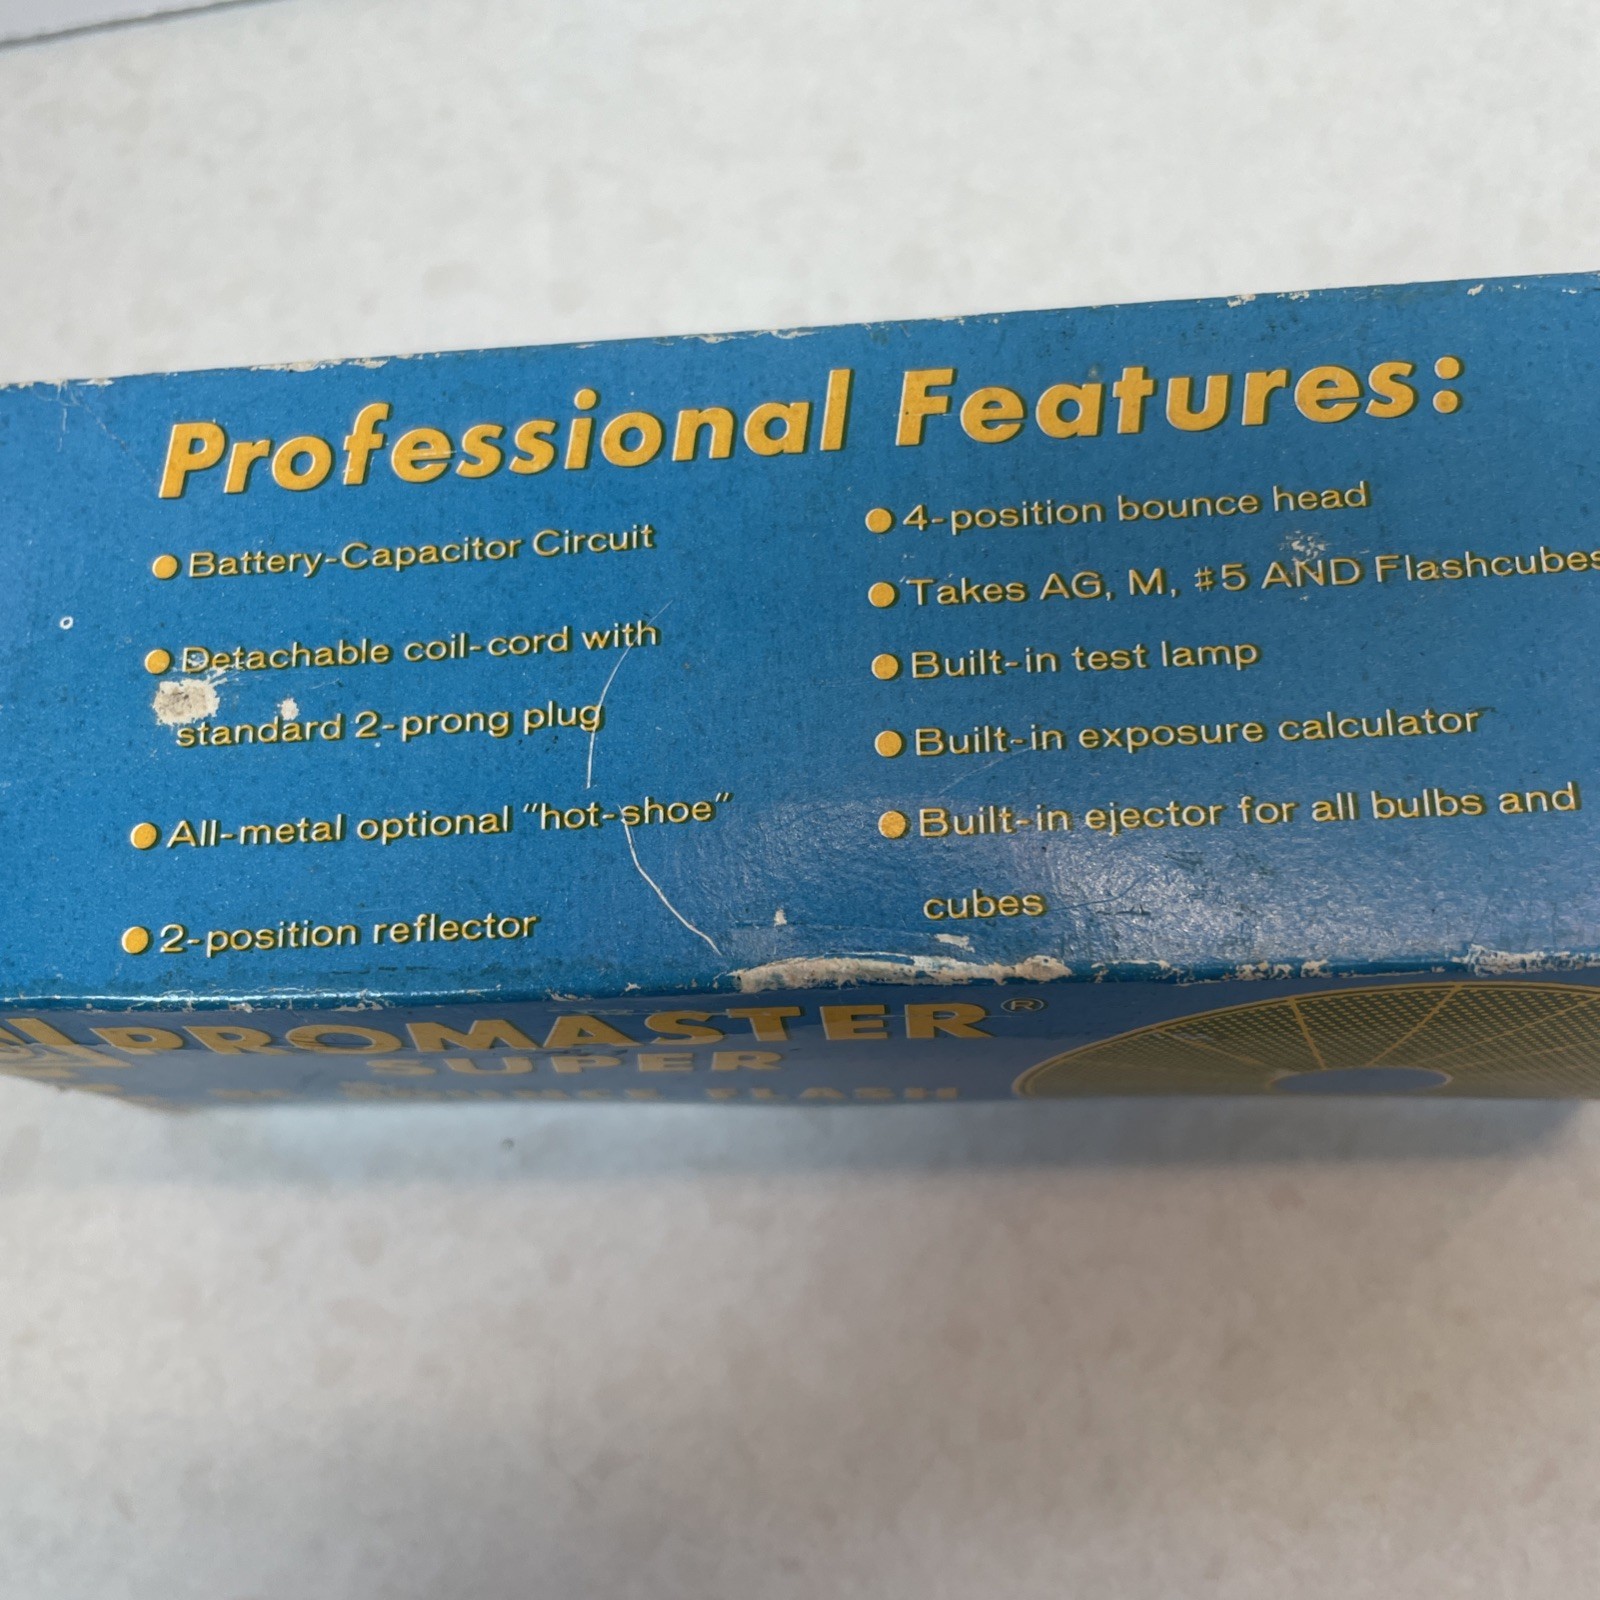 Professional Features:
● Battery-Capacitor Circuit
● Detachable coil-cord with
standard 2-prong plug
● All-metal optional "hot-shoe"
● 2-position reflector
● 4-position bounce head
● Takes AG, M, #5 AND Flashcubes
● Built-in test lamp
● Built-in exposure calculator
● Built-in ejector for all bulbs and
cubes
PROMASTER®
SUPER
FLASH